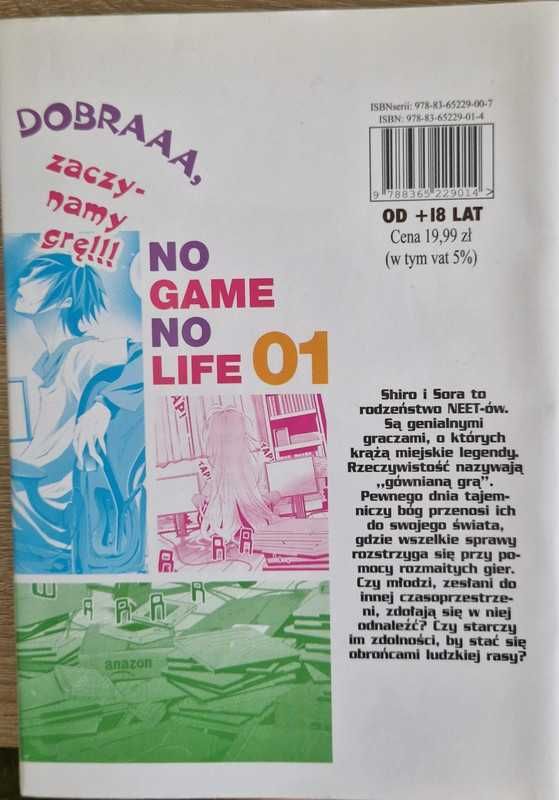 DOBRAAA,
zaczy-
namy
grę!!!
ISBNserii: 978-83-65229-00-7
ISBN: 978-83-65229-01-4
9 788365 229014 >
OD +18 LAT
Cena 19,99 zł
(w tym vat 5%)
NO
GAME
NO
LIFE 01
TAP!
TAP!
TAP!
anazon
Shiro i Sora to
rodzeństwo NEET-ów.
Są genialnymi
graczami, o których
krążą miejskie legendy.
Rzeczywistość nazywają
,,gównianą grą”.
Pewnego dnia tajem-
niczy bóg przenosi ich
do swojego świata,
gdzie wszelkie sprawy
rozstrzyga się przy po-
mocy rozmaitych gier.
Czy młodzi, zesłani do
innej czasoprzestrze-
ni, zdołają się w niej
odnaleźć? Czy starczy
im zdolności, by stać się
obrońcami ludzkiej rasy?